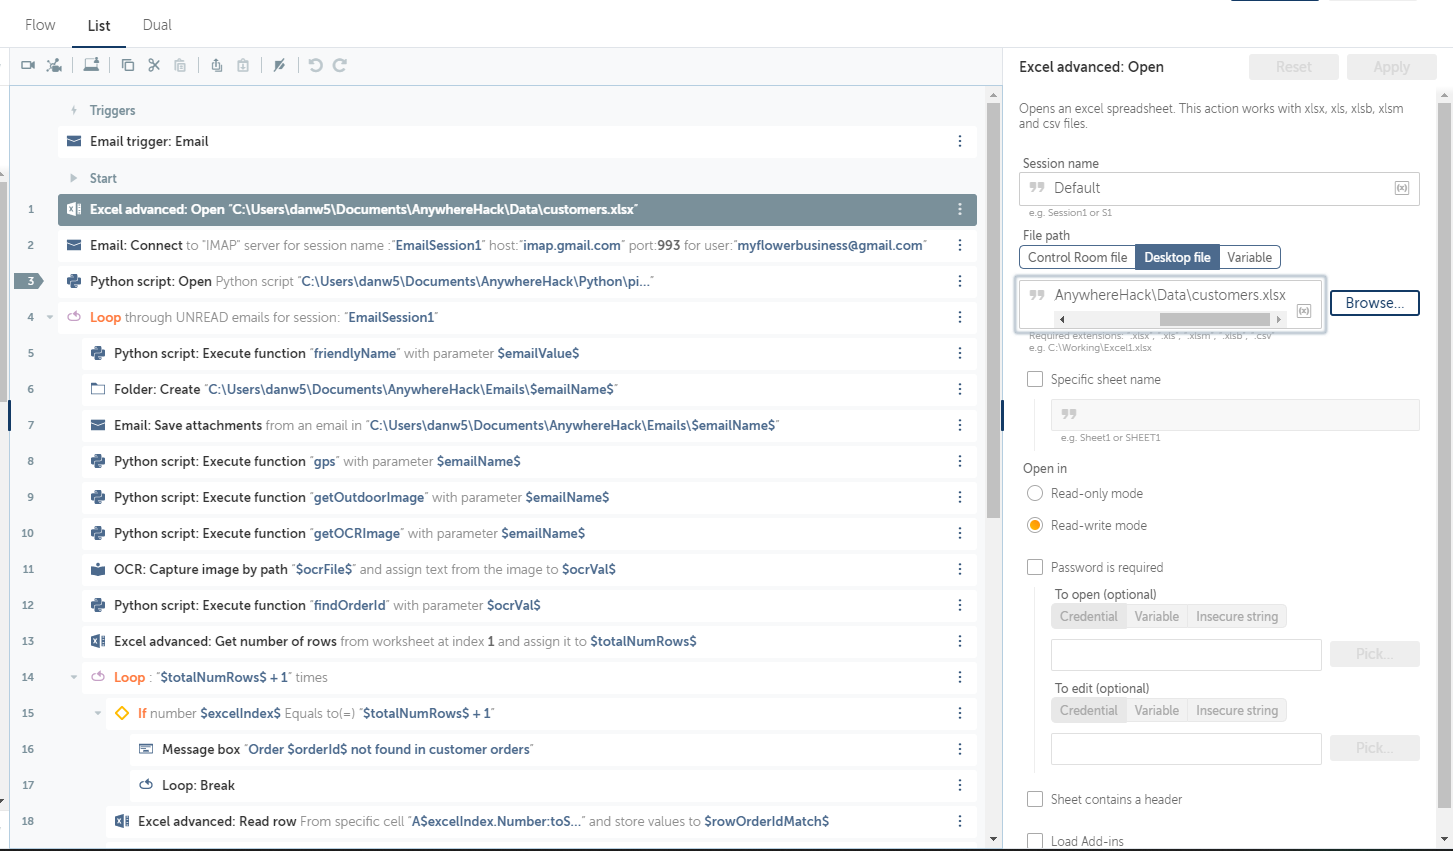 Flow List Dual
Triggers
Email trigger: Email
Start
1 Excel advanced: Open "C:\Users\danw5\Documents\AnywhereHack\Data\customers.xlsx"
2 Email: Connect to "IMAP" server for session name :"EmailSession1" host:"imap.gmail.com" port:993 for user:"myflowerbusiness@gmail.com"
3 Python script: Open Python script "C:\Users\danw5\Documents\AnywhereHack\Python\pi..."
4 Loop through UNREAD emails for session: "EmailSession1"
5 Python script: Execute function "friendlyName" with parameter $emailValue$
6 Folder: Create "C:\Users\danw5\Documents\AnywhereHack\Emails\$emailName$"
7 Email: Save attachments from an email in "C:\Users\danw5\Documents\AnywhereHack\Emails\$emailName$"
8 Python script: Execute function "gps" with parameter $emailName$
9 Python script: Execute function "getOutdoorImage" with parameter $emailName$
10 Python script: Execute function "getOCRImage" with parameter $emailName$
11 OCR: Capture image by path "$ocrFile$" and assign text from the image to $ocrVal$
12 Python script: Execute function "findOrderId" with parameter $ocrVal$
13 Excel advanced: Get number of rows from worksheet at index 1 and assign it to $totalNumRows$
14 Loop : "$totalNumRows$ + 1" times
15 If number $excelIndex$ Equals to(=) "$totalNumRows$ + 1"
16 Message box "Order $orderId$ not found in customer orders"
17 Loop: Break
18 Excel advanced: Read row From specific cell "A$excelIndex.Number:toS..." and store values to $rowOrderIdMatch$
Excel advanced: Open
Reset Apply
Opens an excel spreadsheet. This action works with xlsx, xls, xlsb, xlsm
and csv files.
Session name
Default (x)
e.g. Session1 or S1
File path
Control Room file Desktop file Variable
AnywhereHack\Data\customers.xlsx (x) Browse...
Required extensions: ".xlsx", ".xls", ".xlsm", ".xlsb", ".csv"
e.g. C:\Working\Excel1.xlsx
Specific sheet name
e.g. Sheet1 or SHEET1
Open in
Read-only mode
Read-write mode
Password is required
To open (optional)
Credential Variable Insecure string
Pick...
To edit (optional)
Credential Variable Insecure string
Pick...
Sheet contains a header
Load Add-ins